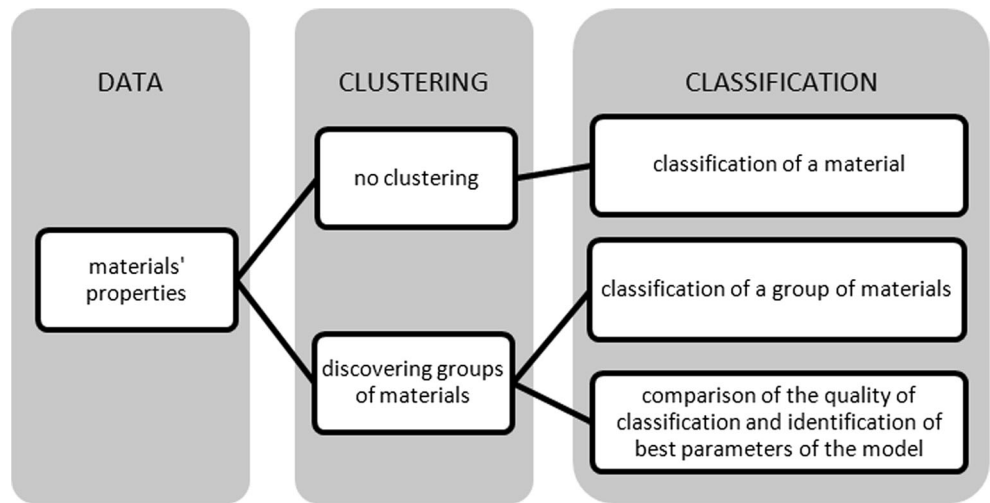 DATA
materials'
properties
CLUSTERING
no clustering
discovering groups
of materials
CLASSIFICATION
classification of a material
classification of a group of materials
comparison of the quality of
classification and identification of
best parameters of the model